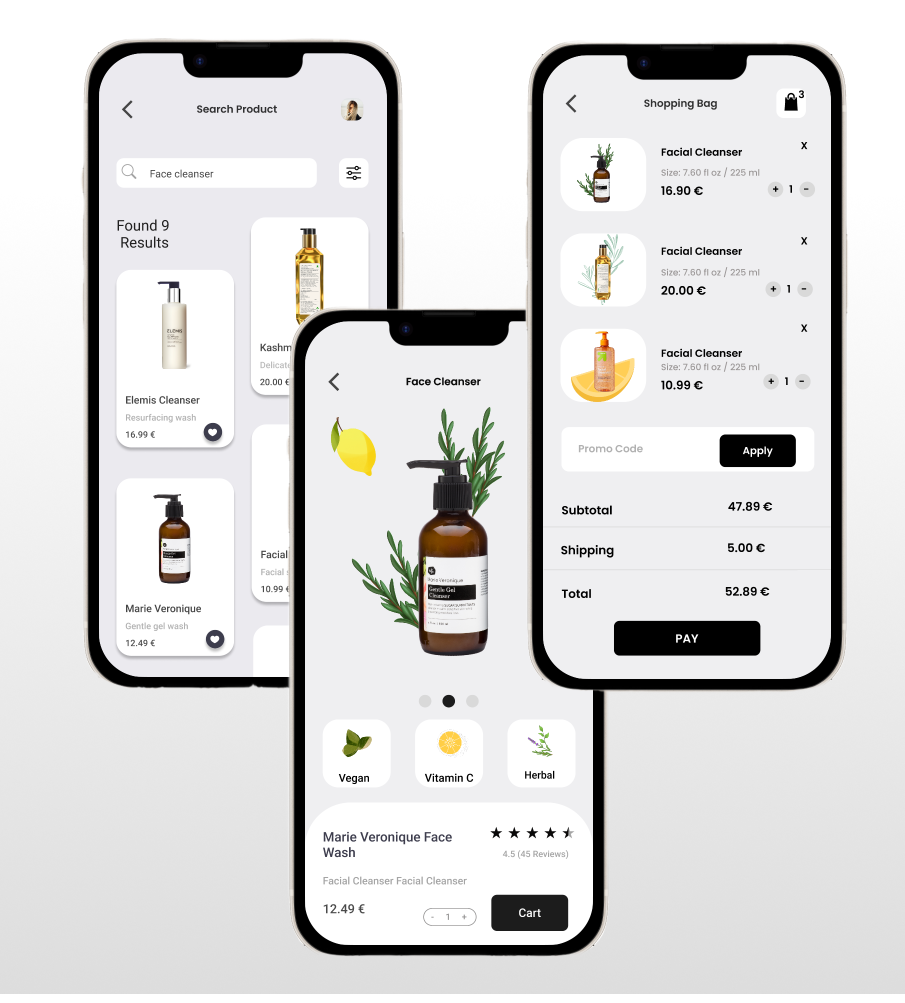 Search Product
Face cleanser
Found 9
Results
ELEMIS
Elemis Cleanser
Resurfacing wash
16.99 €
Kashm
Delicate
20.00 €
Marie Veronique
Gentle gel wash
12.49 €
Facial
Facial s
10.99 €
Face Cleanser
Marie Veronique
Gentle Gel
Cleanser
Vegan
Vitamin C
Herbal
Marie Veronique Face
Wash
4.5 (45 Reviews)
Facial Cleanser Facial Cleanser
12.49 €
- 1 +
Cart
Shopping Bag
3
X
Facial Cleanser
Size: 7.60 fl oz / 225 ml
16.90 €
+ 1 -
X
Facial Cleanser
Size: 7.60 fl oz / 225 ml
20.00 €
+ 1 -
X
Facial Cleanser
Size: 7.60 fl oz / 225 ml
10.99 €
+ 1 -
Promo Code
Apply
Subtotal 47.89 €
Shipping 5.00 €
Total 52.89 €
PAY